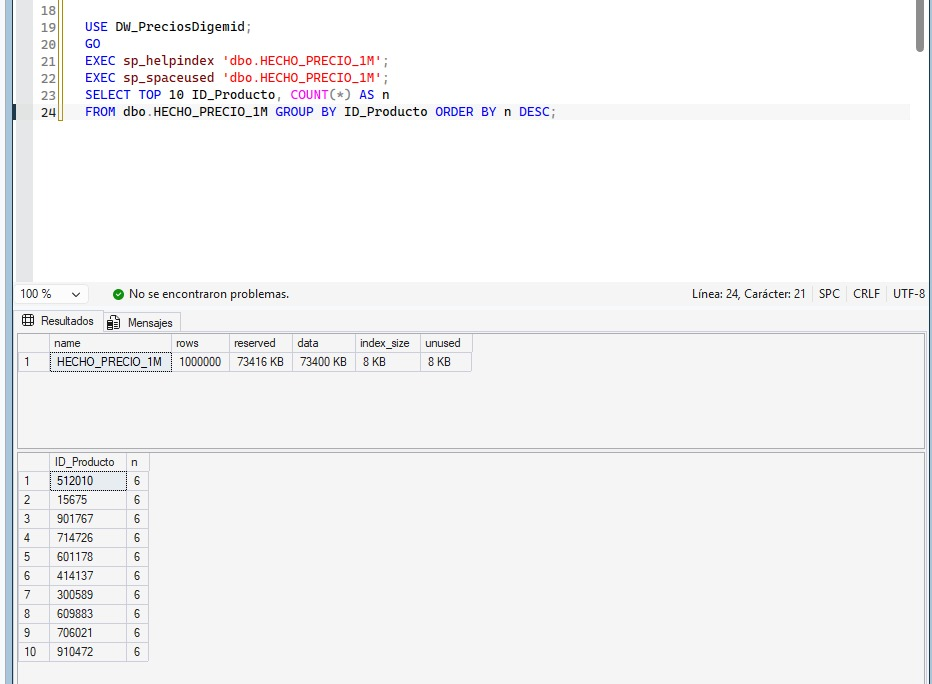 18
19 USE DW_PreciosDigemid;
20 GO
21 EXEC sp_helpindex 'dbo.HECHO_PRECIO_1M';
22 EXEC sp_spaceused 'dbo.HECHO_PRECIO_1M';
23 SELECT TOP 10 ID_Producto, COUNT(*) AS n
24 FROM dbo.HECHO_PRECIO_1M GROUP BY ID_Producto ORDER BY n DESC;
100 % No se encontraron problemas. Línea: 24, Carácter: 21 SPC CRLF UTF-8
Resultados Mensajes
name rows reserved data index_size unused
1 HECHO_PRECIO_1M 1000000 73416 KB 73400 KB 8 KB 8 KB
ID_Producto n
1 512010 6
2 15675 6
3 901767 6
4 714726 6
5 601178 6
6 414137 6
7 300589 6
8 609883 6
9 706021 6
10 910472 6